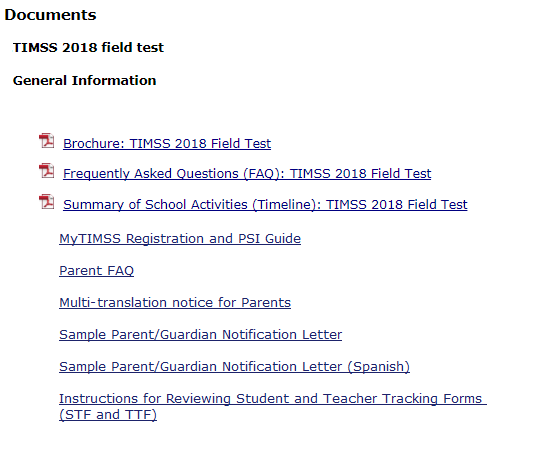 Documents
TIMSS 2018 field test
General Information
Brochure: TIMSS 2018 Field Test
Frequently Asked Questions (FAQ): TIMSS 2018 Field Test
Summary of School Activities (Timeline): TIMSS 2018 Field Test
MyTIMSS Registration and PSI Guide
Parent FAQ
Multi-translation notice for Parents
Sample Parent/Guardian Notification Letter
Sample Parent/Guardian Notification Letter (Spanish)
Instructions for Reviewing Student and Teacher Tracking Forms
(STF and TTF)